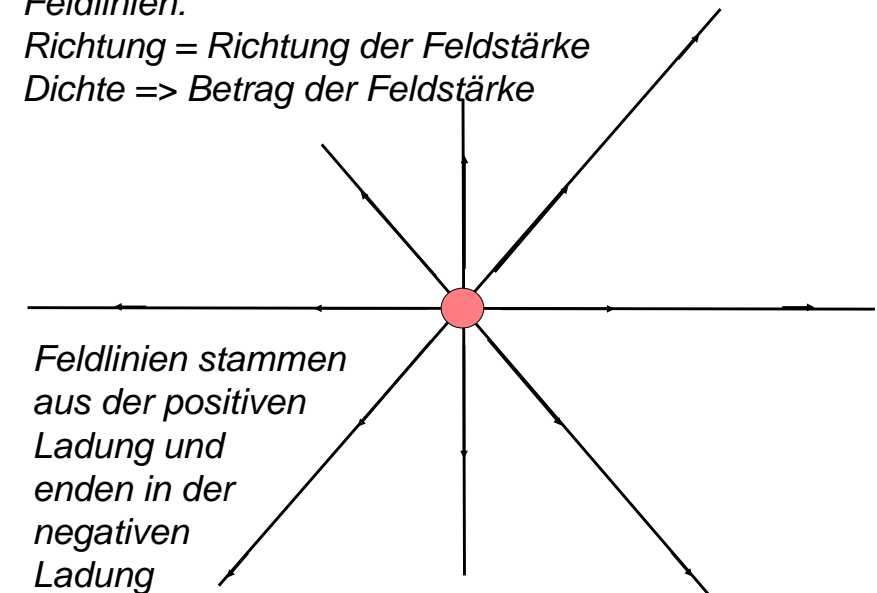 Feldlinien:
Richtung = Richtung der Feldstärke
Dichte => Betrag der Feldstärke
Feldlinien stammen
aus der positiven
Ladung und
enden in der
negativen
Ladung